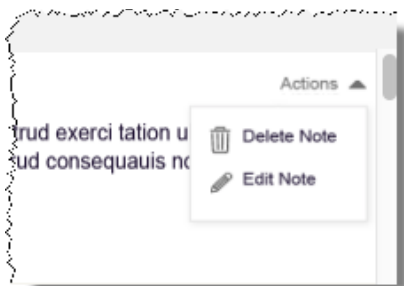 Actions
trud exerci tation u
Delete Note
ud consequauis no
Edit Note